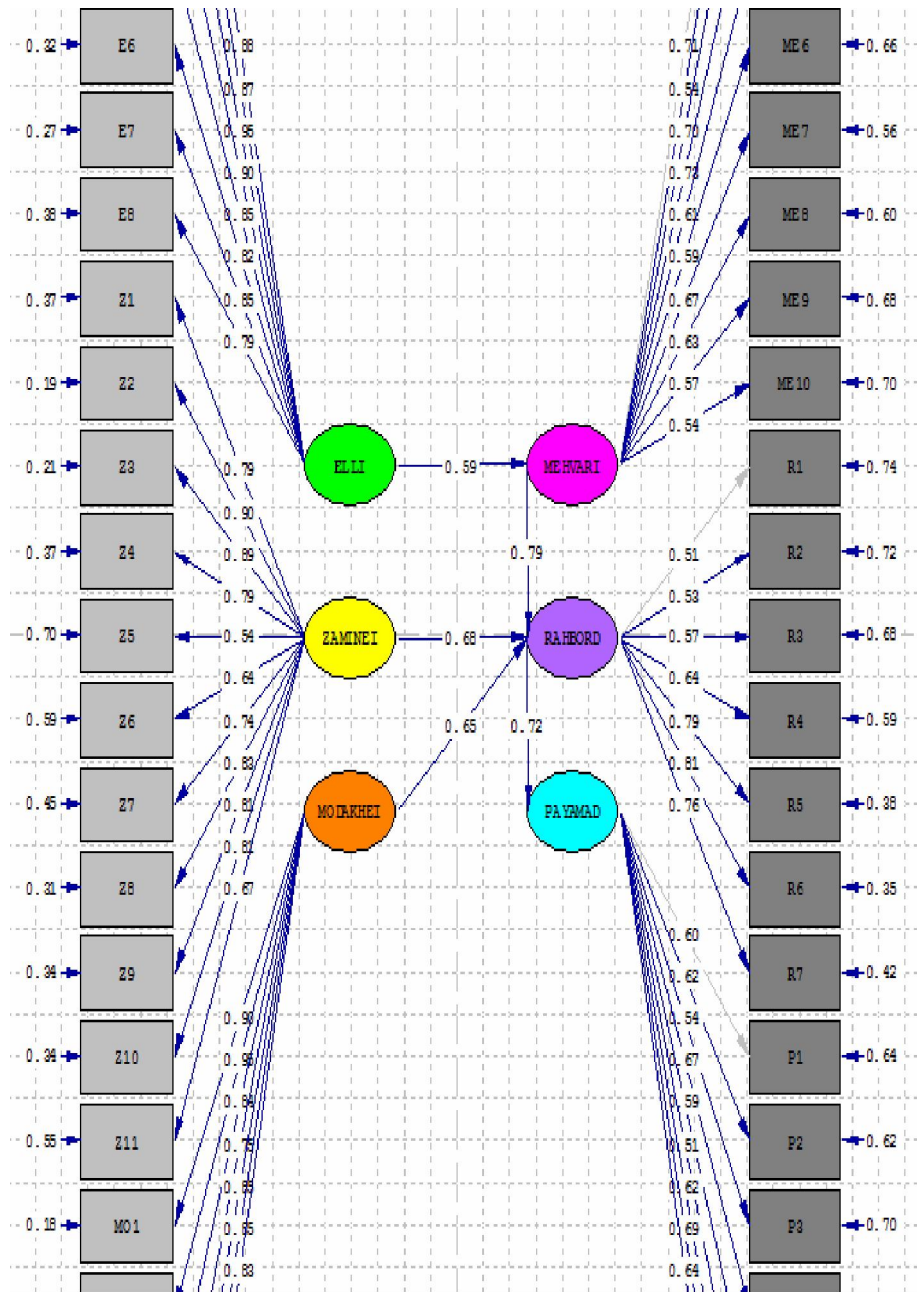 0.32 E6 0.88 0.71 ME6 0.66
0.87 0.54
0.27 E7 0.95 0.70 ME7 0.56
0.90 0.73
0.38 E8 0.85 0.61 ME8 0.60
0.82 0.59
0.37 Z1 0.85 0.67 ME9 0.68
0.79 0.63
0.19 Z2 0.57 ME10 0.70
0.54
0.21 Z3 0.79 ELLI 0.59 MEHVARI R1 0.74
0.90
0.37 Z4 0.89 0.79 0.51 R2 0.72
0.79 0.53
0.70 Z5 0.54 ZAMINEI 0.68 RAHBORD 0.57 R3 0.68
0.64 0.64
0.59 Z6 0.74 0.65 0.72 0.79 R4 0.59
0.83 0.81
0.45 Z7 MODAKHEI PAYAMAD 0.76 R5 0.38
0.31 Z8 0.67 R6 0.35
0.60
0.34 Z9 0.62 R7 0.42
0.90 0.54
0.34 Z10 0.67 P1 0.64
0.84 0.59
0.55 Z11 0.75 0.51 P2 0.62
0.85 0.62
0.18 MO1 0.85 0.69 P3 0.70
0.83 0.64